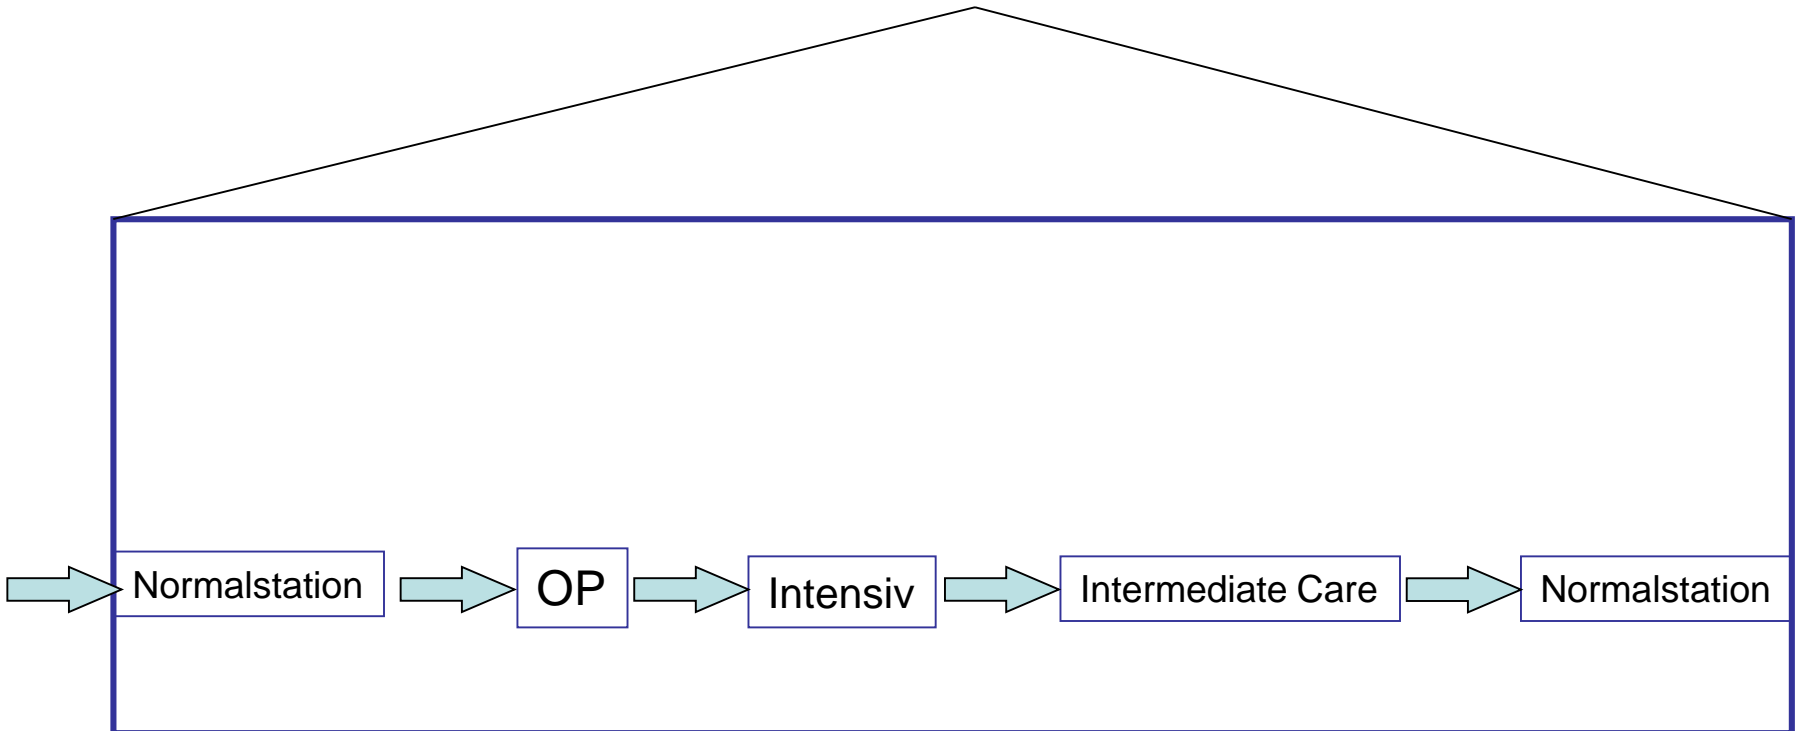 Normalstation
OP
Intensiv
Intermediate Care
Normalstation